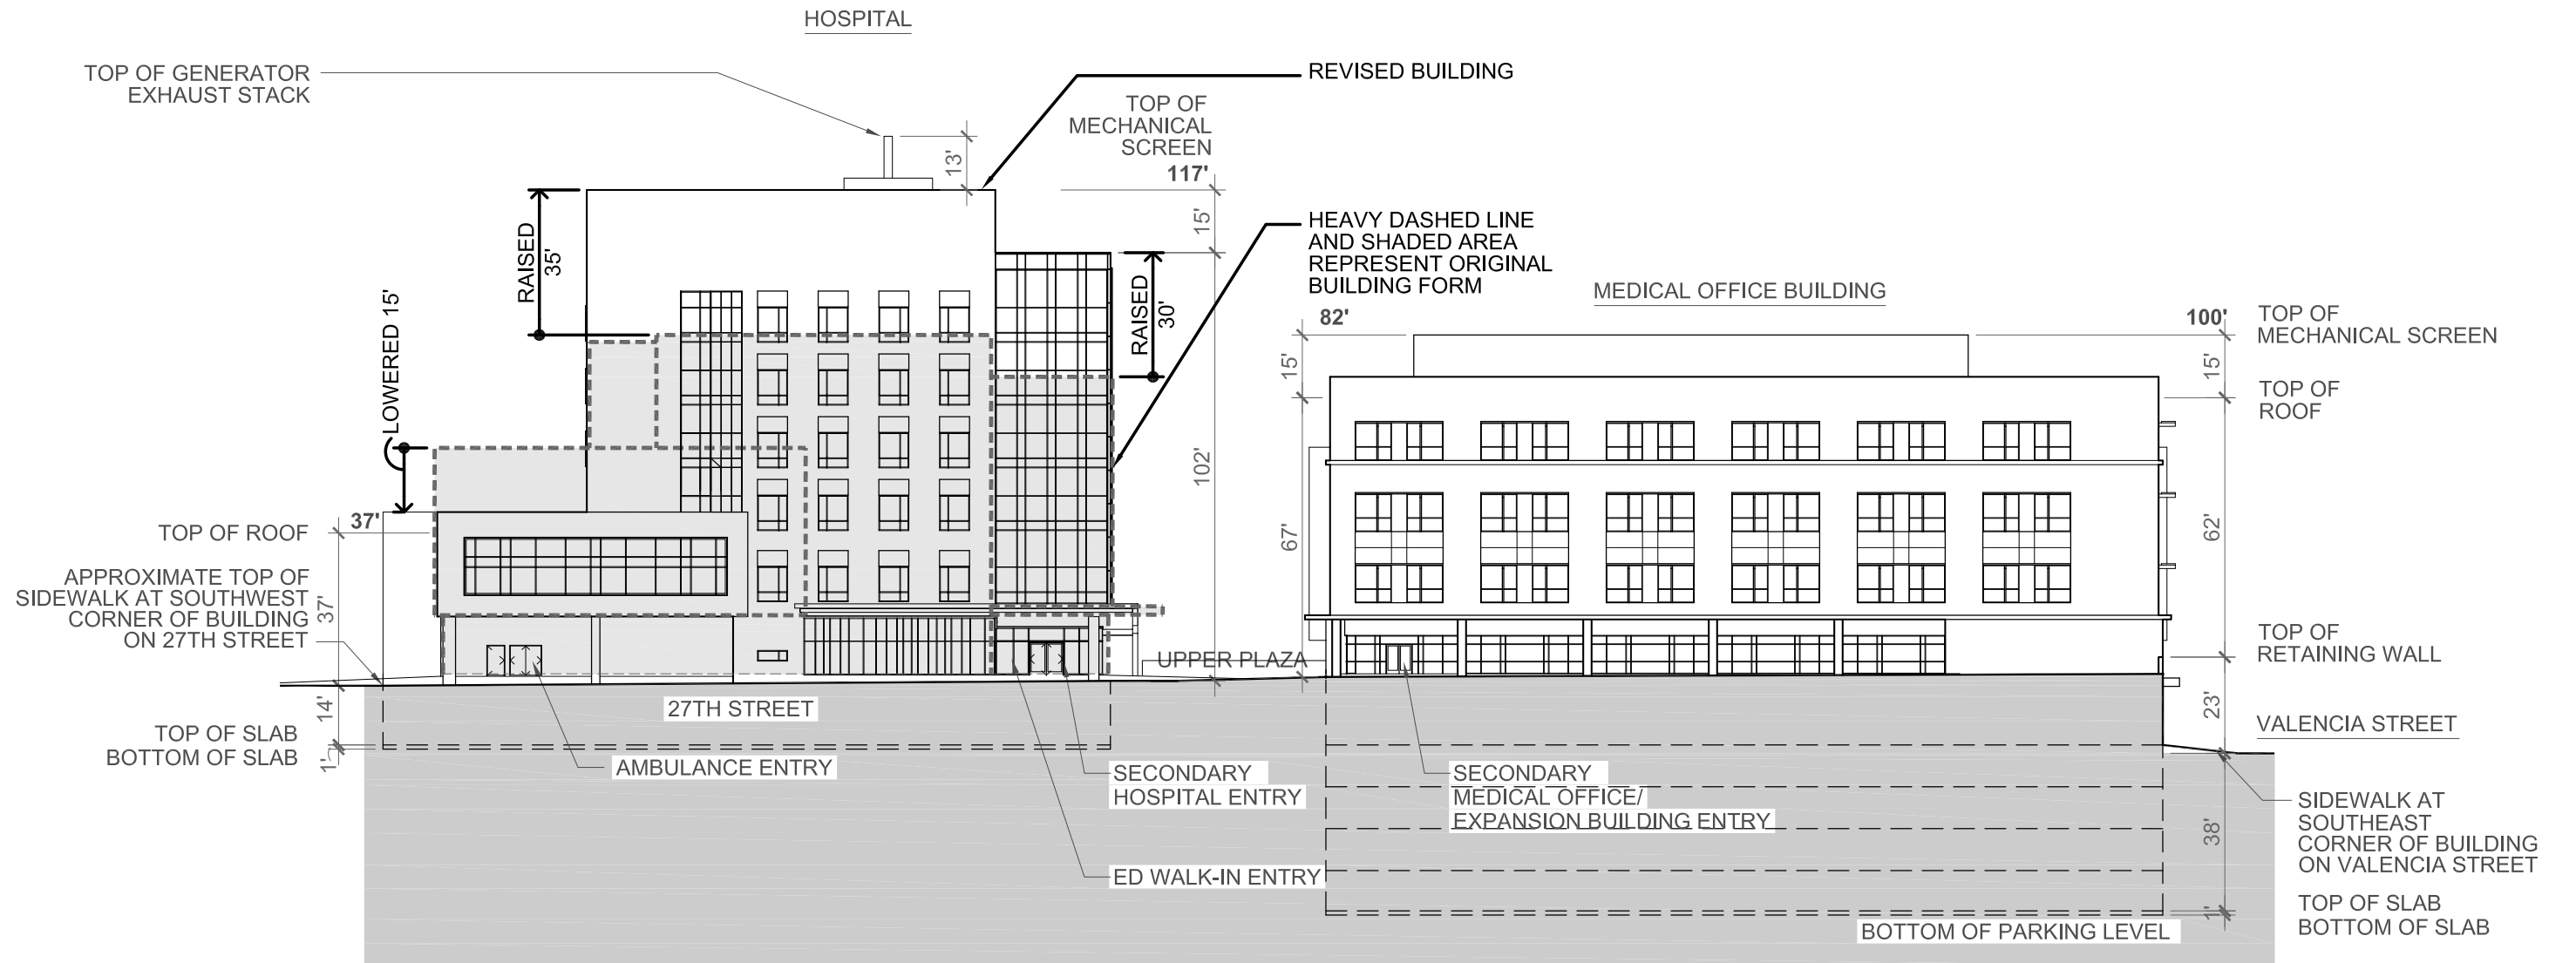 HOSPITAL
TOP OF GENERATOR
EXHAUST STACK
REVISED BUILDING
TOP OF
MECHANICAL
SCREEN
117'
13'
15'
102'
HEAVY DASHED LINE
AND SHADED AREA
REPRESENT ORIGINAL
BUILDING FORM
RAISED
35'
RAISED
30'
LOWERED 15'
TOP OF ROOF
37'
37'
APPROXIMATE TOP OF
SIDEWALK AT SOUTHWEST
CORNER OF BUILDING
ON 27TH STREET
14'
TOP OF SLAB
BOTTOM OF SLAB
1'
27TH STREET
AMBULANCE ENTRY
UPPER PLAZA
SECONDARY
HOSPITAL ENTRY
ED WALK-IN ENTRY
MEDICAL OFFICE BUILDING
82'
15'
67'
100'
TOP OF
MECHANICAL SCREEN
15'
TOP OF
ROOF
62'
TOP OF
RETAINING WALL
23'
VALENCIA STREET
SECONDARY
MEDICAL OFFICE/
EXPANSION BUILDING ENTRY
SIDEWALK AT
SOUTHEAST
CORNER OF BUILDING
ON VALENCIA STREET
38'
TOP OF SLAB
1'
BOTTOM OF SLAB
BOTTOM OF PARKING LEVEL